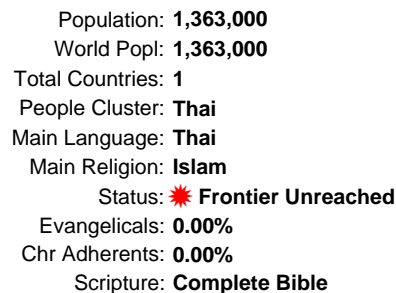 Population: 1,363,000
World Popl: 1,363,000
Total Countries: 1
People Cluster: Thai
Main Language: Thai
Main Religion: Islam
Status: Frontier Unreached
Evangelicals: 0.00%
Chr Adherents: 0.00%
Scripture: Complete Bible